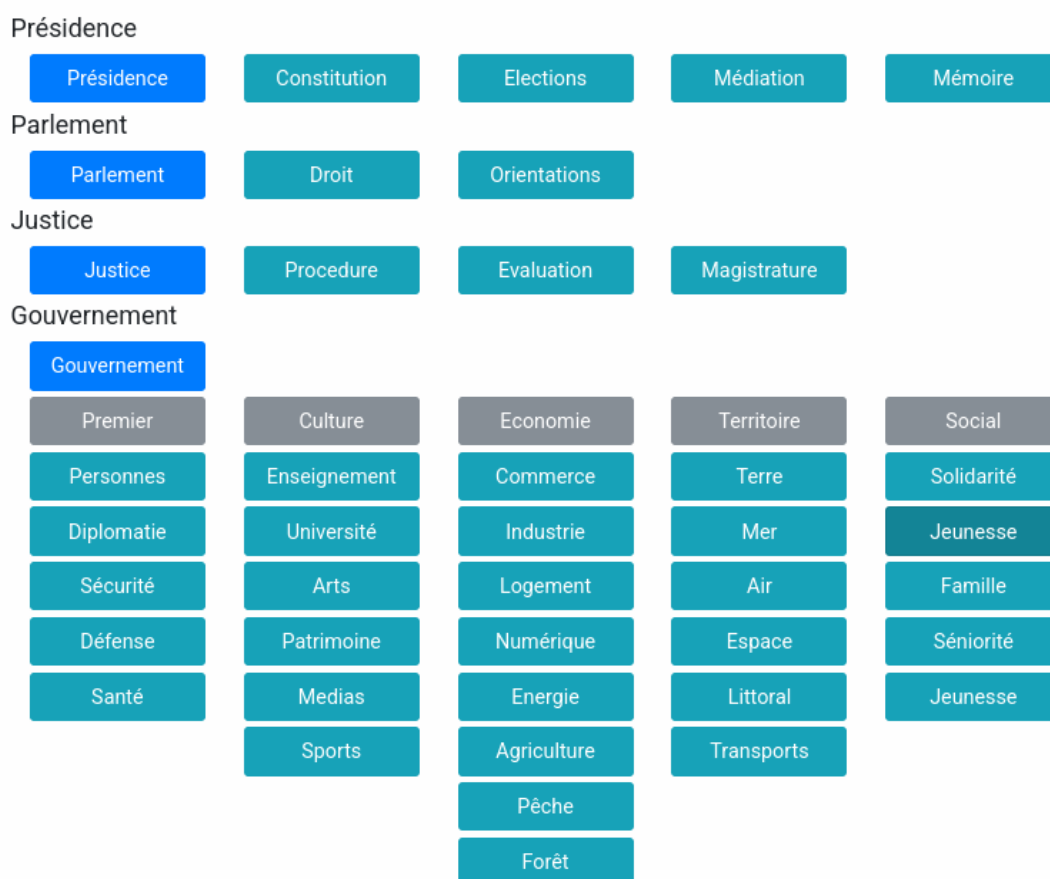 Présidence
Présidence Constitution Elections Médiation Mémoire
Parlement
Parlement Droit Orientations
Justice
Justice Procedure Evaluation Magistrature
Gouvernement
Gouvernement
Premier Culture Economie Territoire Social
Personnes Enseignement Commerce Terre Solidarité
Diplomatie Université Industrie Mer Jeunesse
Sécurité Arts Logement Air Famille
Défense Patrimoine Numérique Espace Séniorité
Santé Medias Energie Littoral Jeunesse
Sports Agriculture Transports
Pêche
Forêt